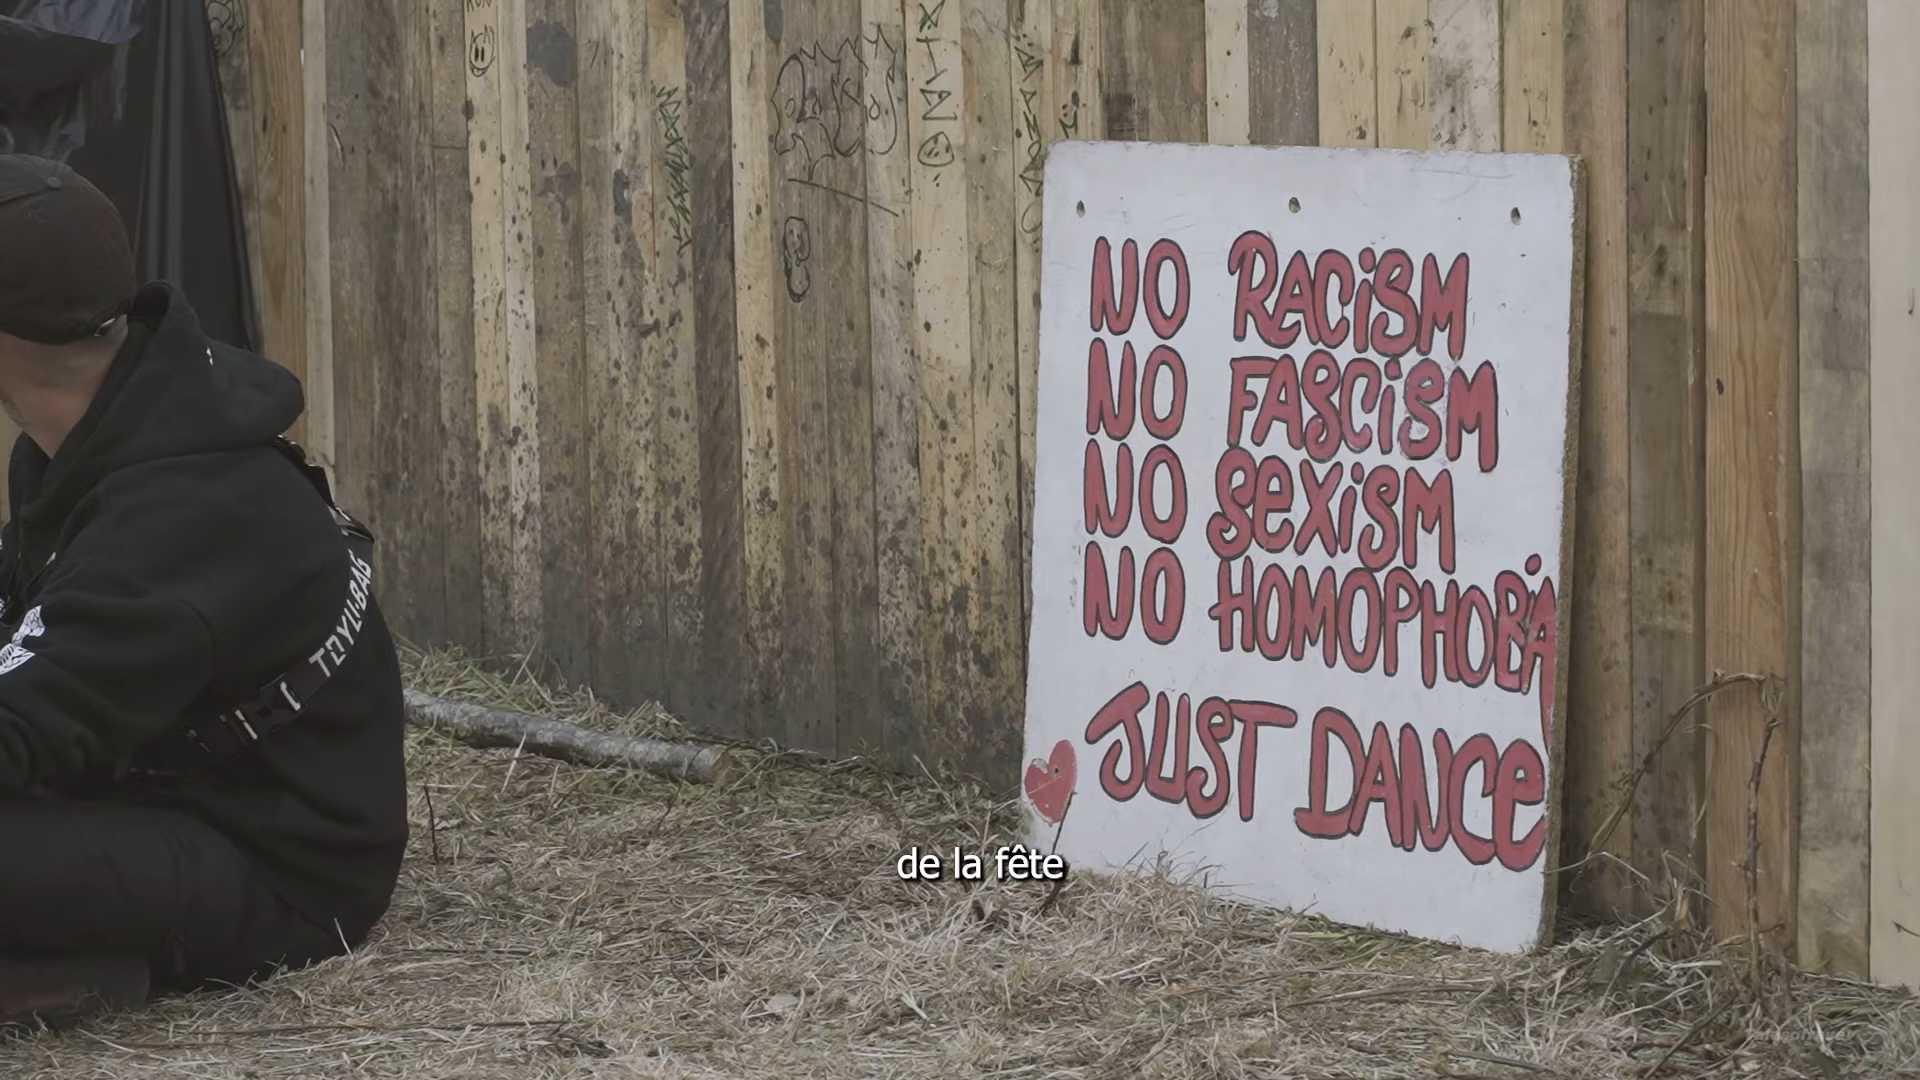 NO RACiSM
NO FASCiSM
NO SeXiSM
NO HOMOPHOBiA
JUST DANCe
de la fête